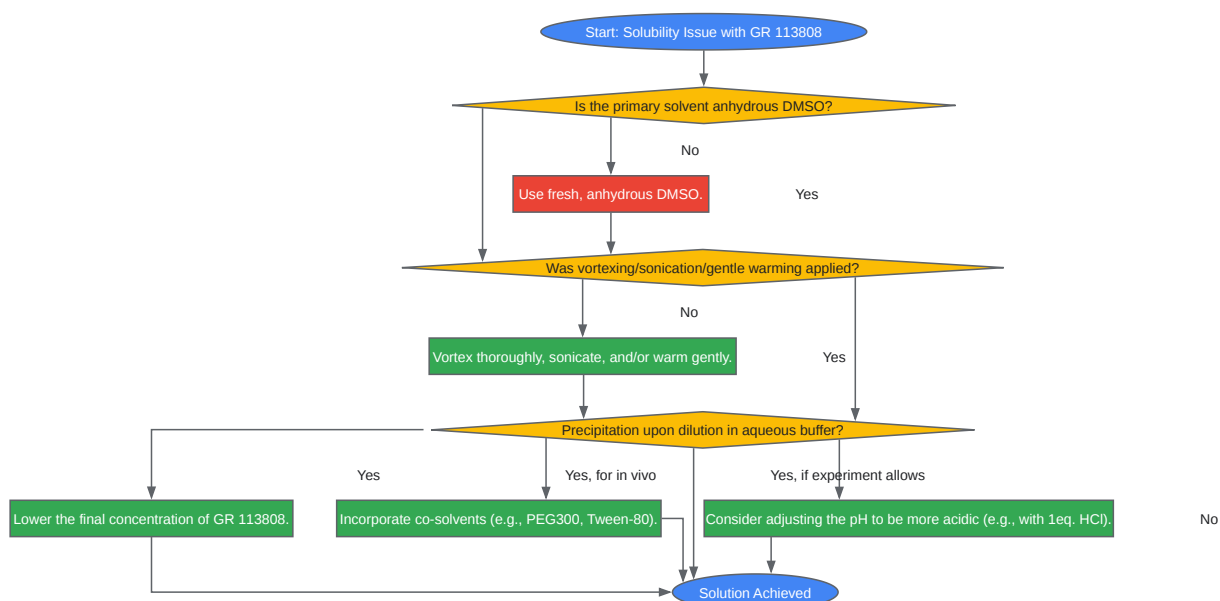 Start: Solubility Issue with GR 113808
Is the primary solvent anhydrous DMSO?
No
Use fresh, anhydrous DMSO.
Yes
Was vortexing/sonication/gentle warming applied?
No
Vortex thoroughly, sonicate, and/or warm gently.
Yes
Precipitation upon dilution in aqueous buffer?
Yes
Yes, for in vivo
Yes, if experiment allows
Lower the final concentration of GR 113808.
Incorporate co-solvents (e.g., PEG300, Tween-80).
Consider adjusting the pH to be more acidic (e.g., with 1eq. HCl).
No
Solution Achieved